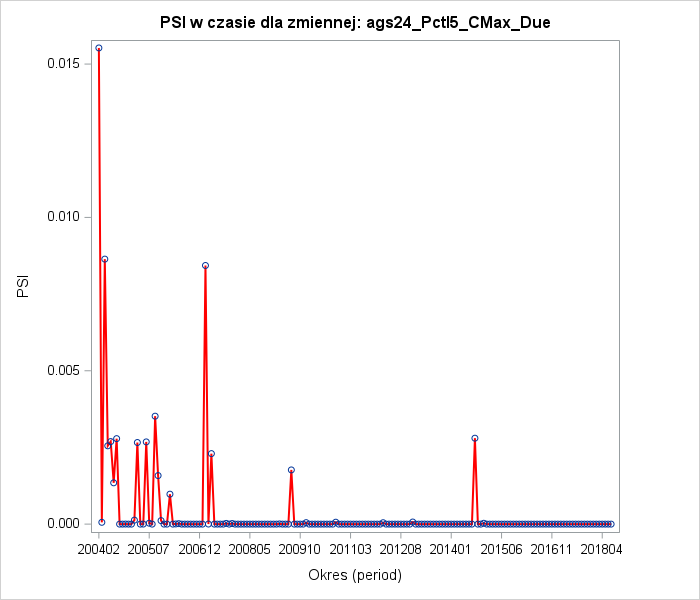 PSI w czasie dla zmiennej: ags24_Pctl5_CMax_Due
0.015
0.010
0.005
0.000
PSI
200402 200507 200612 200805 200910 201103 201208 201401 201506 201611 201804
Okres (period)